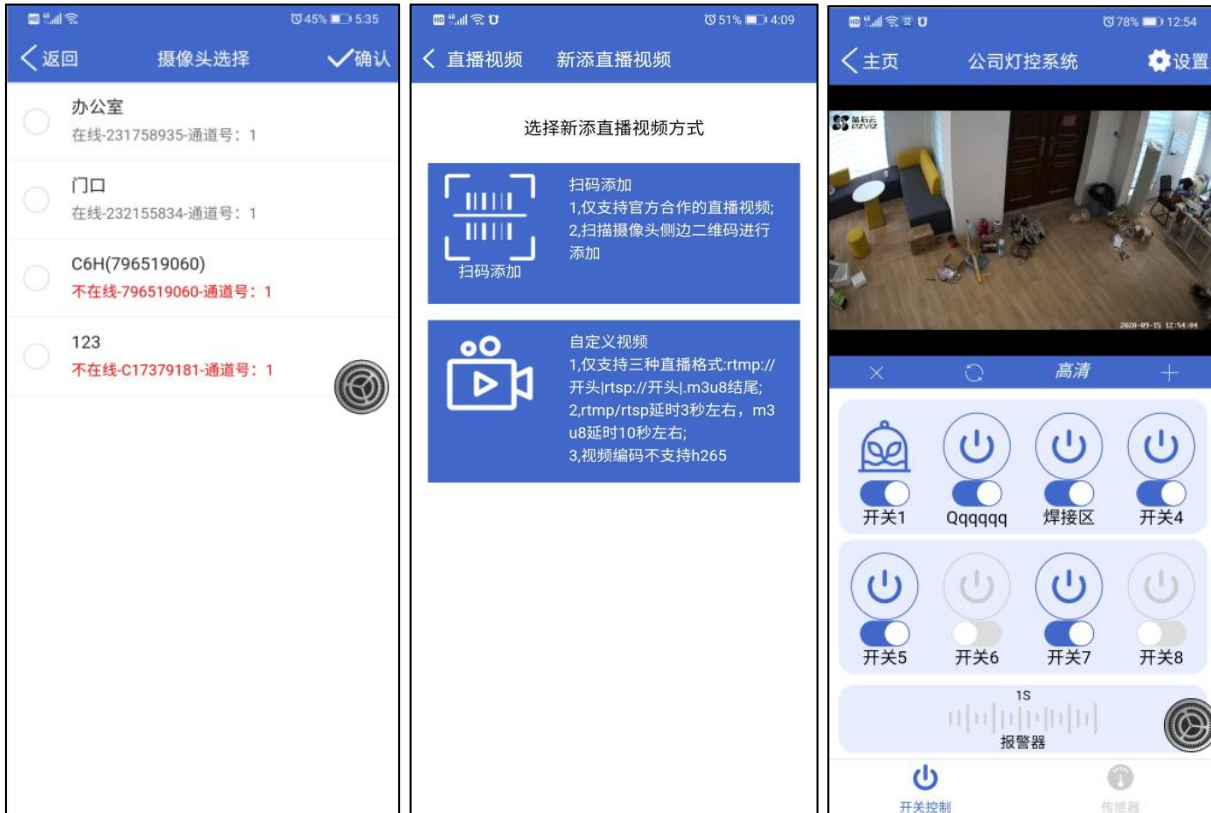 HD 46 45% 5:35
返回 摄像头选择 确认
办公室
在线-231758935-通道号：1
门口
在线-232155834-通道号：1
C6H(796519060)
不在线-796519060-通道号：1
123
不在线-C17379181-通道号：1
HD 51% 4:09
直播视频 新添直播视频
选择新添直播视频方式
扫码添加
扫码添加
1,仅支持官方合作的直播视频;
2,扫描摄像头侧边二维码进行
添加
自定义视频
1,仅支持三种直播格式:rtmp://
开头|rtsp://开头|.m3u8结尾;
2,rtmp/rtsp延时3秒左右，m3
u8延时10秒左右;
3,视频编码不支持h265
HD 78% 12:54
主页 公司灯控系统 设置
萤石云
ezviz
2020-09-15 12:54:04
高清
开关1 Qqqqqq 焊接区 开关4
开关5 开关6 开关7 开关8
1S
报警器
开关控制 传感器